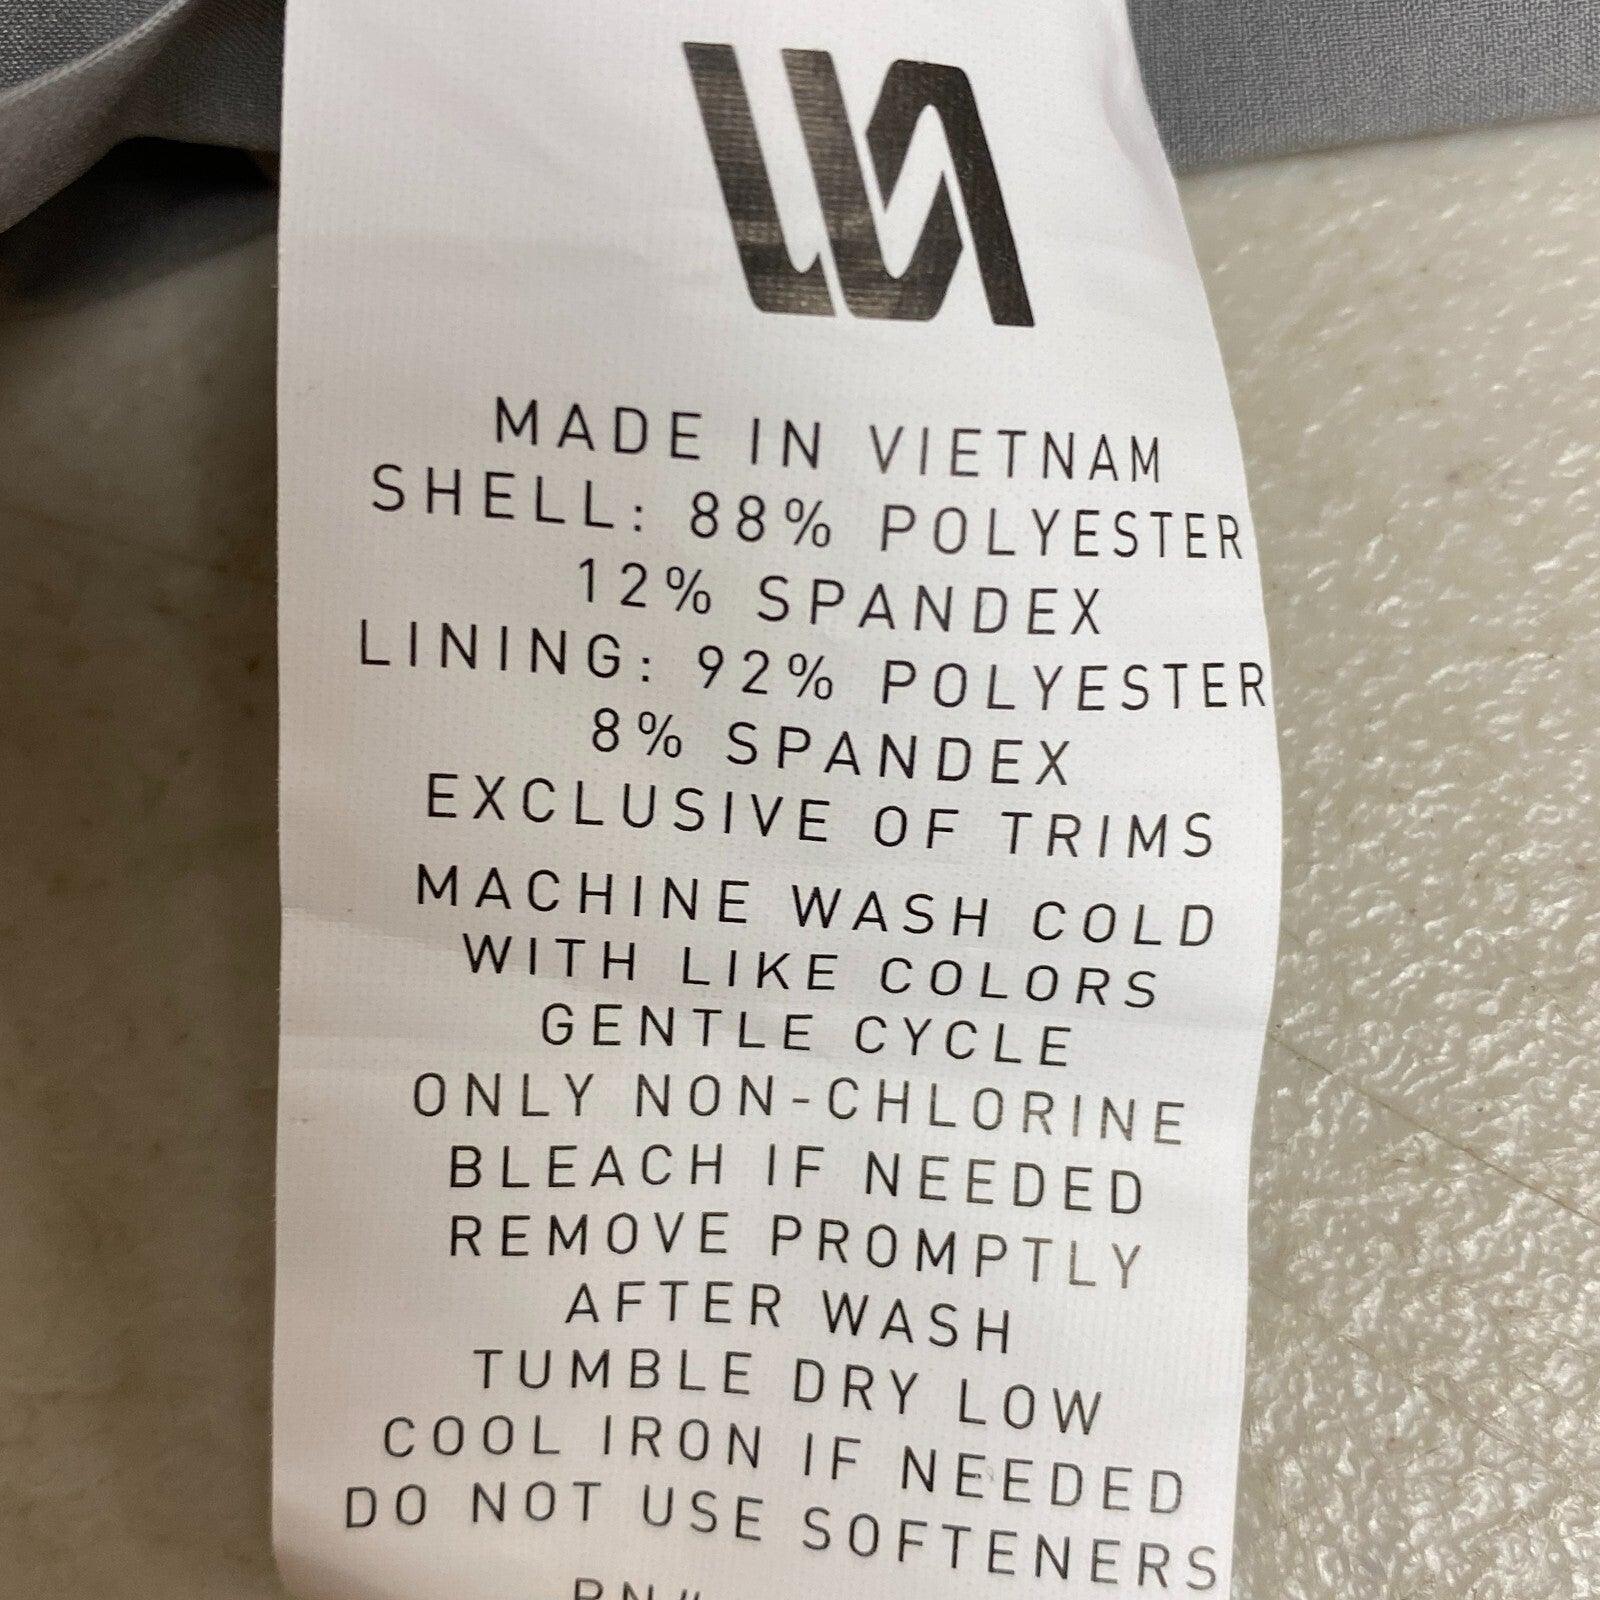 MADE IN VIETNAM
SHELL: 88% POLYESTER
12% SPANDEX
LINING: 92% POLYESTER
8% SPANDEX
EXCLUSIVE OF TRIMS
MACHINE WASH COLD
WITH LIKE COLORS
GENTLE CYCLE
ONLY NON-CHLORINE
BLEACH IF NEEDED
REMOVE PROMPTLY
AFTER WASH
TUMBLE DRY LOW
COOL IRON IF NEEDED
DO NOT USE SOFTENERS